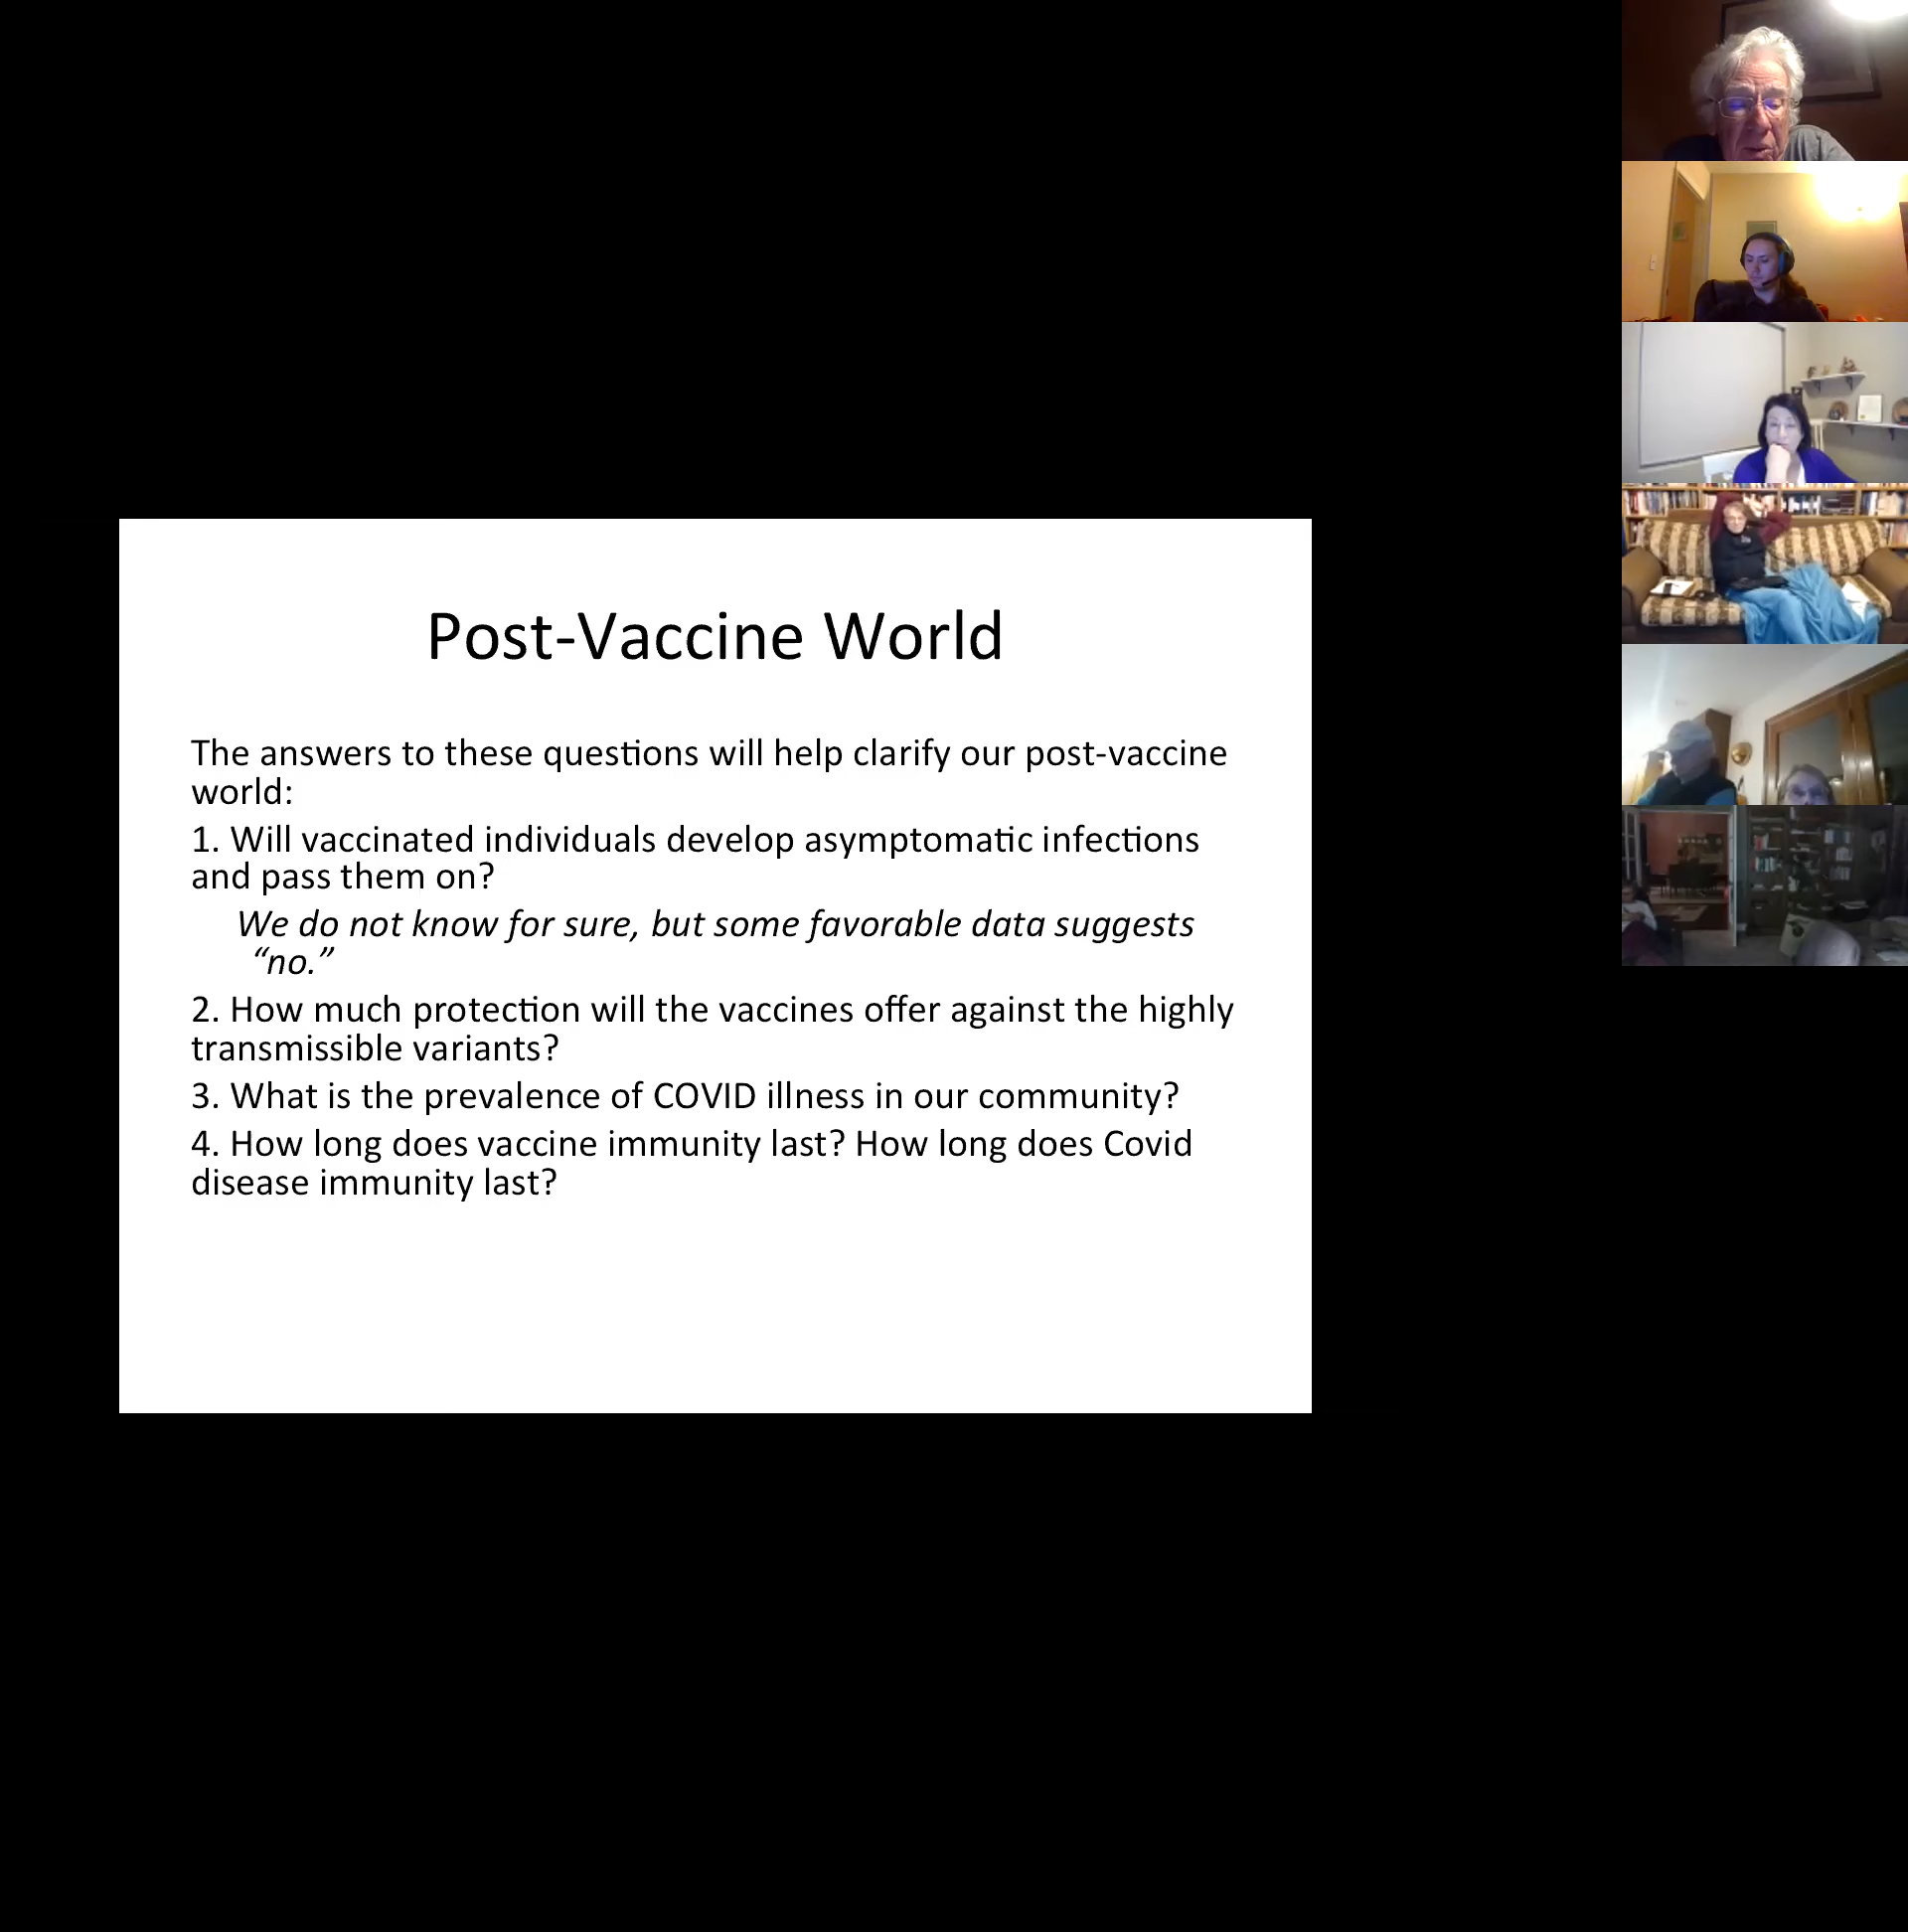 Post-Vaccine World
The answers to these questions will help clarify our post-vaccine
world:
1. Will vaccinated individuals develop asymptomatic infections
and pass them on?
We do not know for sure, but some favorable data suggests
“no.”
2. How much protection will the vaccines offer against the highly
transmissible variants?
3. What is the prevalence of COVID illness in our community?
4. How long does vaccine immunity last? How long does Covid
disease immunity last?